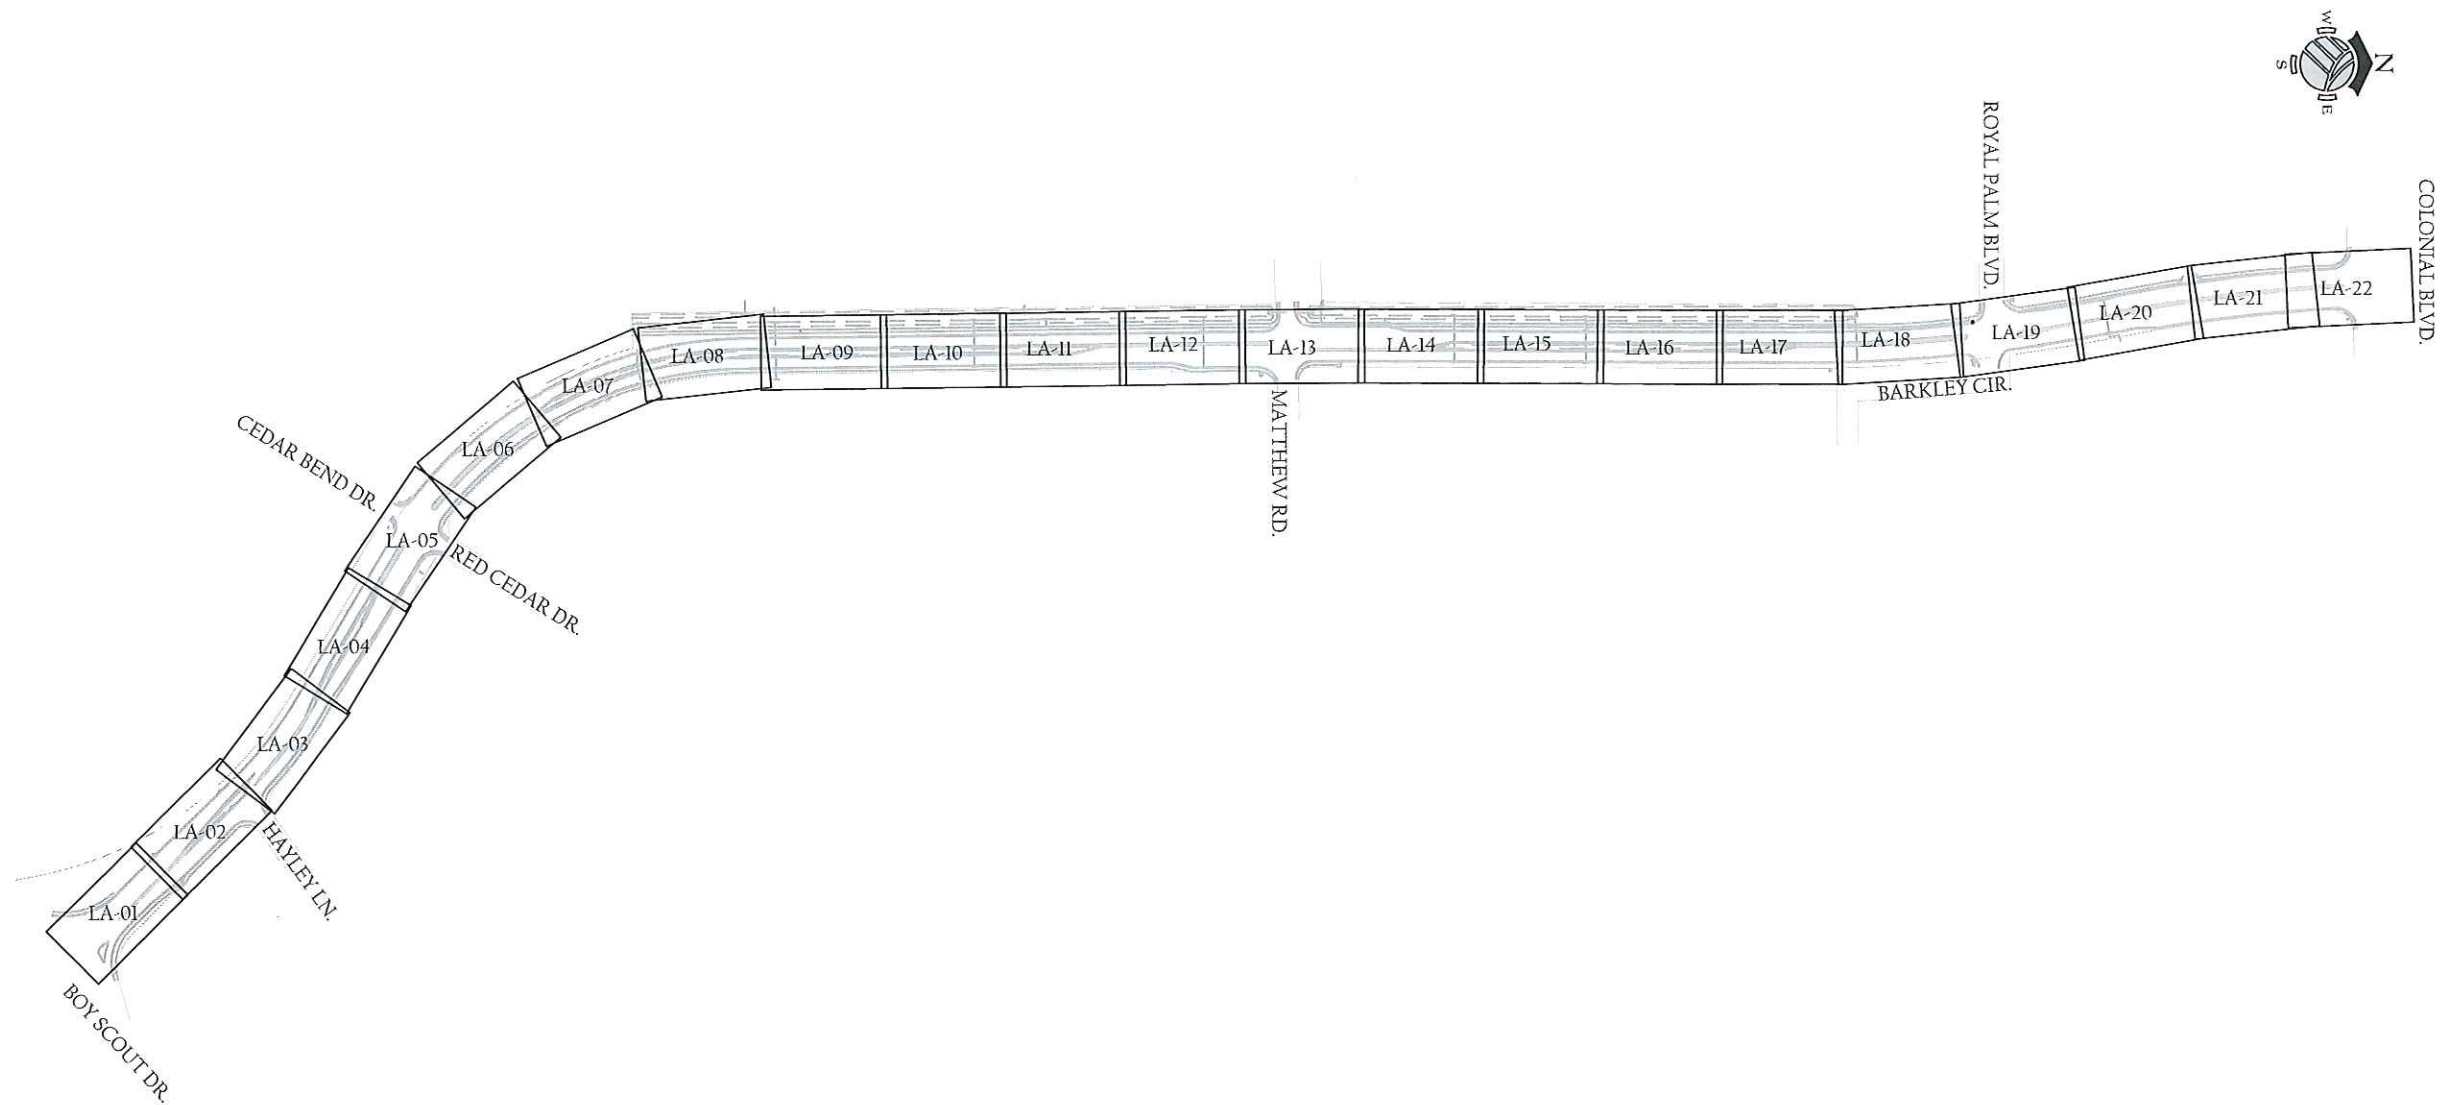 W
N
S
E
ROYAL PALM BLVD.
COLONIAL BLVD.
LA-22
LA-21
LA-20
LA-19
LA-18
LA-17
LA-16
LA-15
LA-14
LA-13
LA-12
LA-11
LA-10
LA-09
LA-08
LA-07
BARKLEY CIR.
MATTHEW RD.
LA-06
CEDAR BEND DR.
LA-05
RED CEDAR DR.
LA-04
LA-03
LA-02
HAYLEY LN.
LA-01
BOY SCOUT DR.